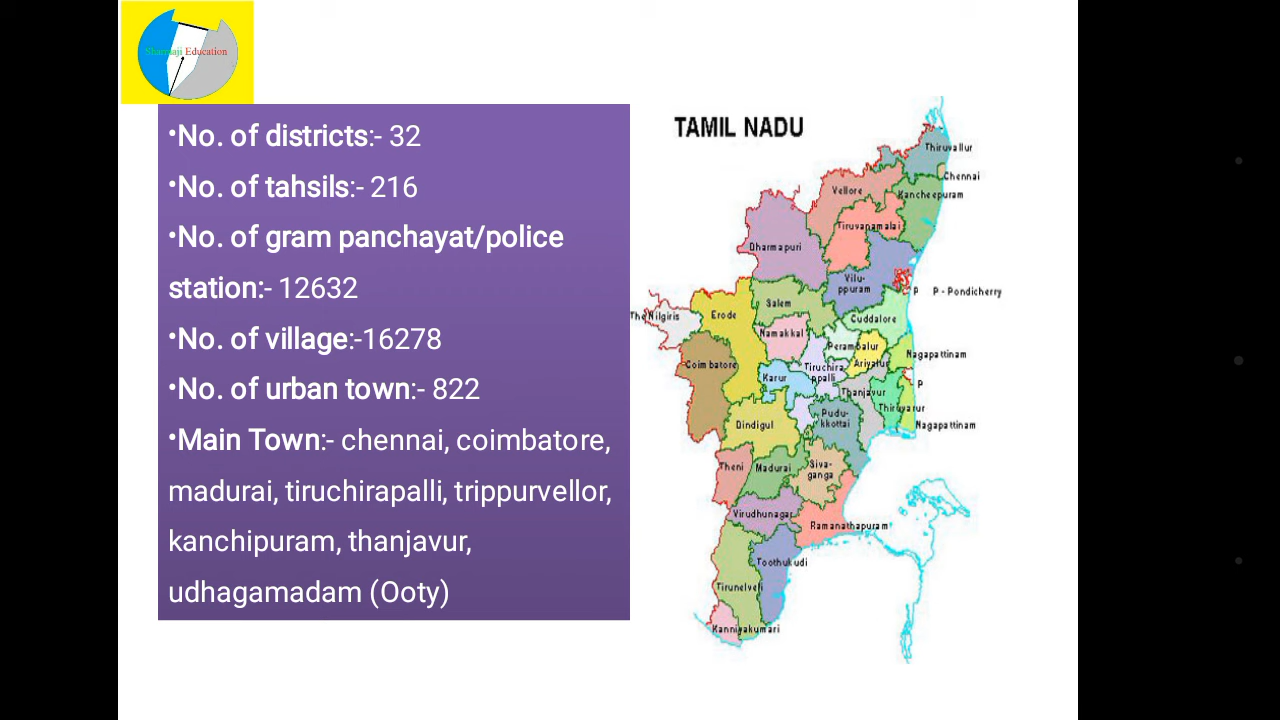 Sharmaji Education
•No. of districts:- 32
•No. of tahsils:- 216
•No. of gram panchayat/police
station:- 12632
•No. of village:-16278
•No. of urban town:- 822
•Main Town:- chennai, coimbatore,
madurai, tiruchirapalli, trippurvellor,
kanchipuram, thanjavur,
udhagamadam (Ooty)
TAMIL NADU
Thiruvallur
Chennai
Vellore
Kancheepuram
Tiruvanamalai
Dharmapuri
Vilu-
ppuram
P P - Pondicherry
Salem
The Nilgiris
Erode
Cuddalore
Namakkal
Perambalur
Nagapattinam
Ariyalur
Coimbatore
Tiruchira
ppalli
Karur
P
Thanjavur
Thiruvarur
Pudu-
kkottai
Dindigul
Nagapattinam
Theni
Madurai
Siva-
ganga
Virudhunagar
Ramanathapuram
Toothukudi
Tirunelveli
Kanniyakumari